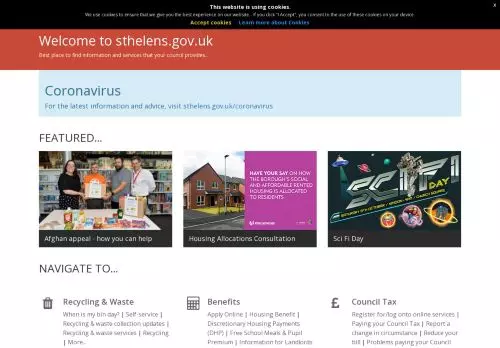 This website is using cookies.
x
We use cookies to ensure that we give you the best experience on our website. If you click "I Accept", you consent to the use of these cookies on your device.
Accept cookies Learn more about Cookies
Welcome to sthelens.gov.uk
Best place to find information and services that your council provides..
Coronavirus
For the latest information and advice, visit sthelens.gov.uk/coronavirus
FEATURED...
HAVE YOUR SAY ON HOW
THE BOROUGH'S SOCIAL
AND AFFORDABLE RENTED
HOUSING IS ALLOCATED
TO RESIDENTS
SCI FI
DAY
Afghan appeal - how you can help
Housing Allocations Consultation
Sci Fi Day
NAVIGATE TO...
Recycling & Waste
When is my bin day? | Self-service |
Recycling & waste collection updates |
Recycling & waste services | Recycling
| More..
Benefits
Apply Online | Housing Benefit |
Discretionary Housing Payments
(DHP) | Free School Meals & Pupil
Premium | Information for Landlords
£
Council Tax
Register for/log onto online services |
Paying your Council Tax | Report a
change in circumstance | Reduce your
bill | Problems paying your Council